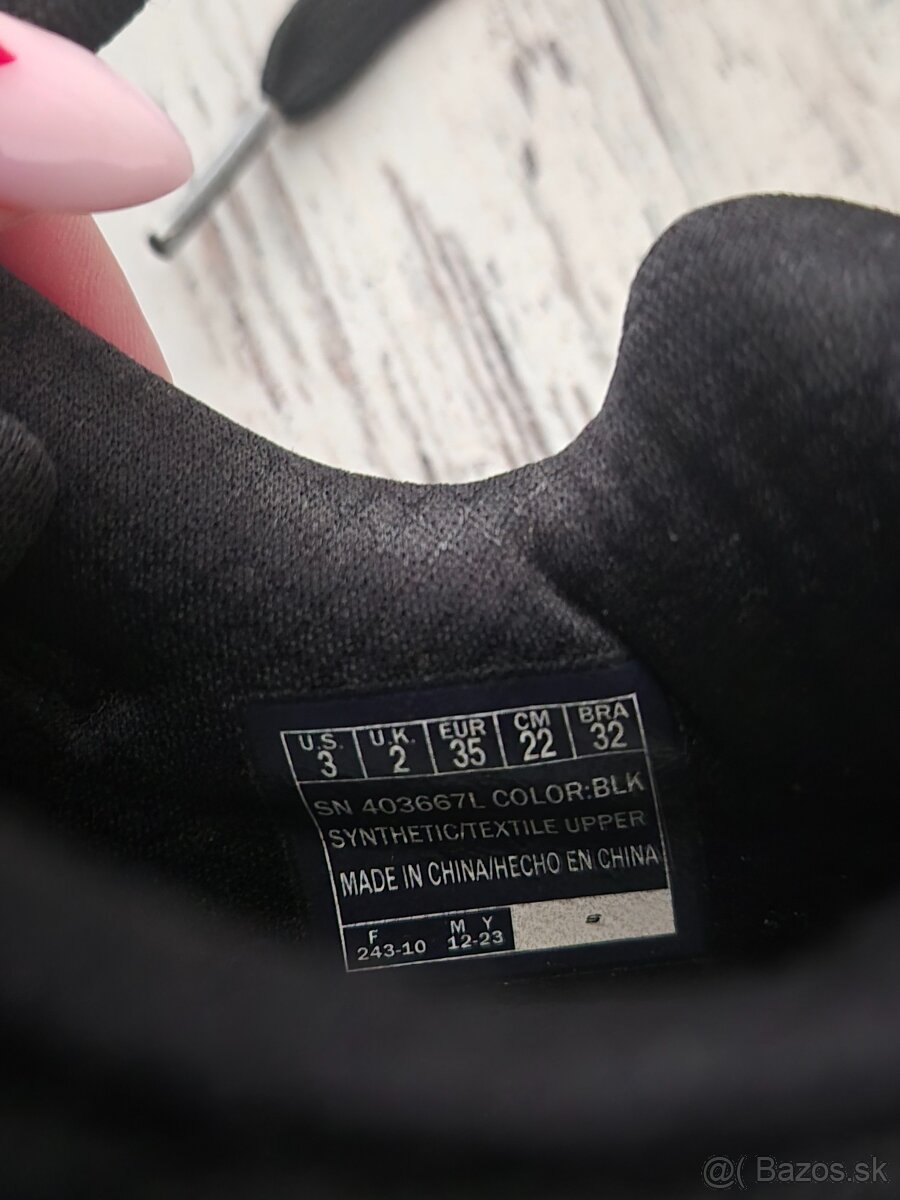 U.S. U.K. EUR CM BRA
3 2 35 22 32
SN 403667L COLOR:BLK
SYNTHETIC/TEXTILE UPPER
MADE IN CHINA/HECHO EN CHINA
F M Y
243-10 12-23
@( Bazos.sk